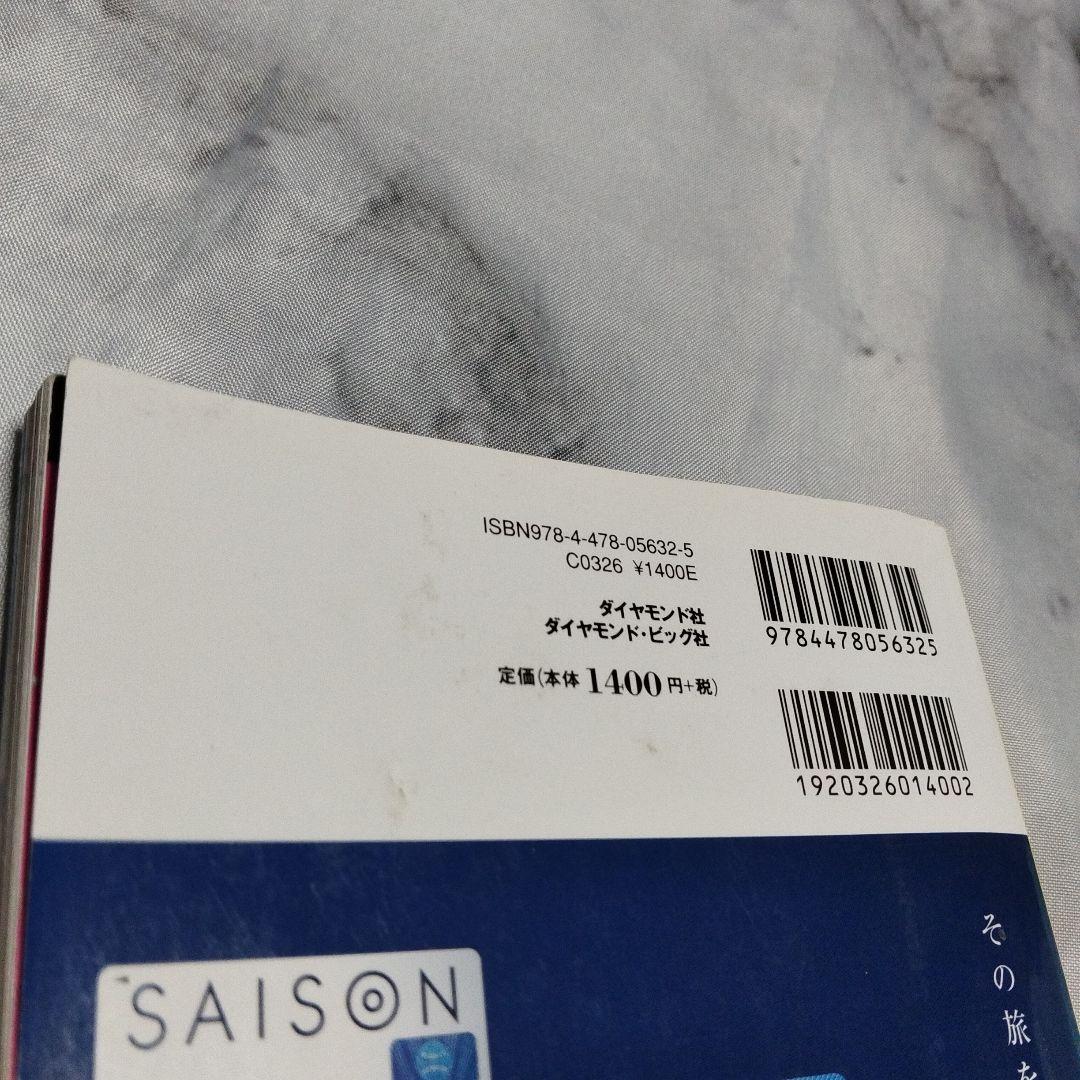 ISBN978-4-478-05632-5
C0326 ¥1400E
ダイヤモンド社
ダイヤモンド・ビッグ社
定価(本体1400円+税)
9784478056325
1920326014002
SAISON
その旅を